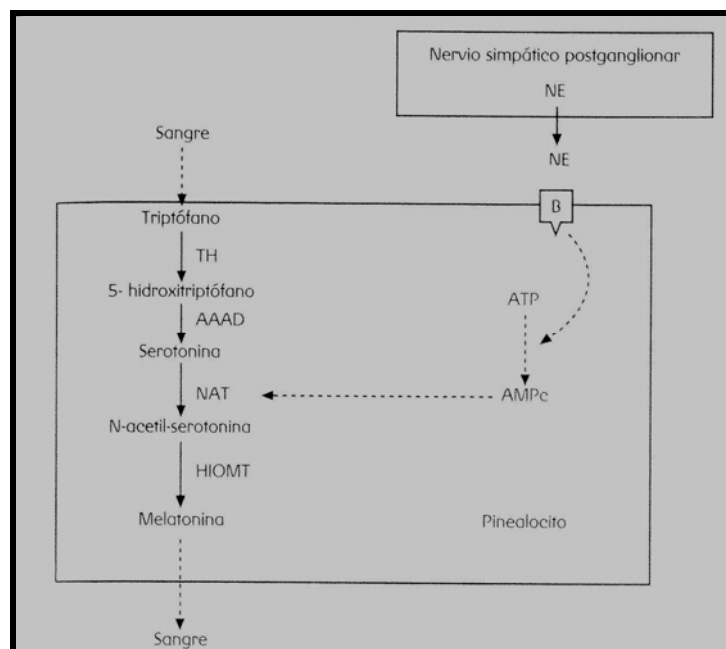 Nervio simpático postganglionar
NE
NE
Sangre
B
Triptófano
TH
5- hidroxitriptófano
AAAD
Serotonina
NAT
N-acetil-serotonina
HIOMT
Melatonina
ATP
AMPc
Pinealocito
Sangre